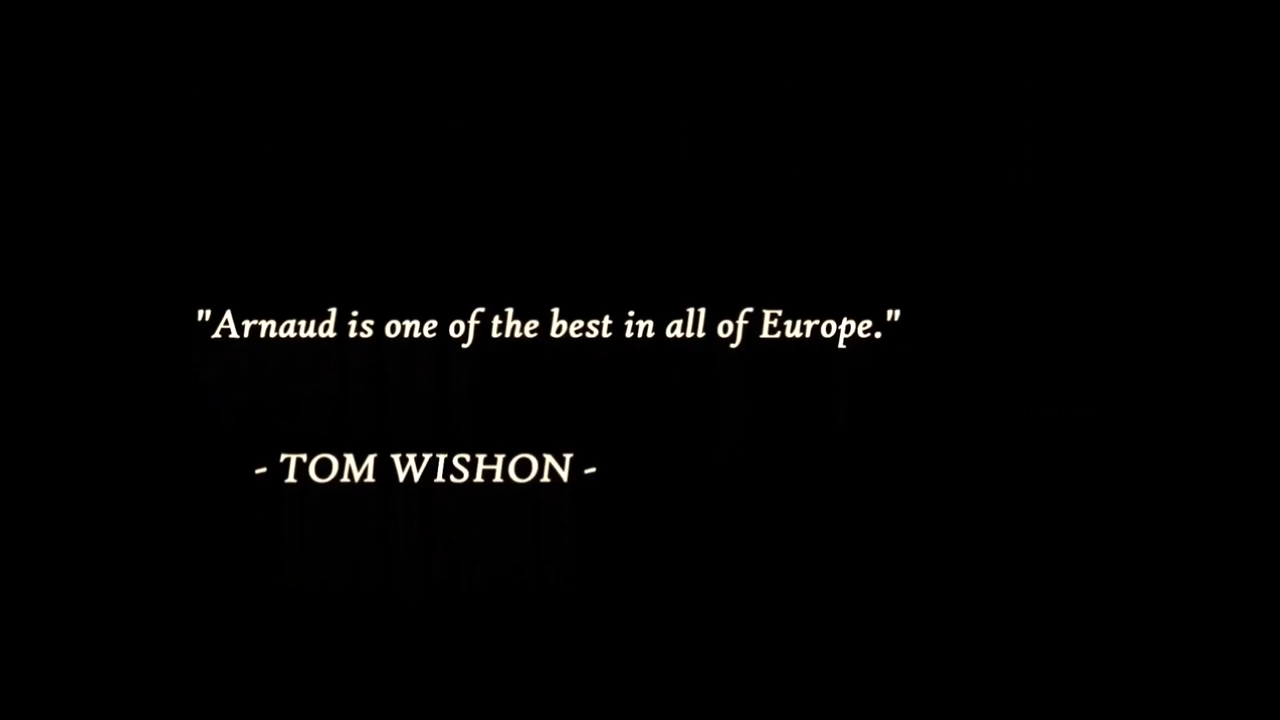 "Arnaud is one of the best in all of Europe."
- TOM WISHON -